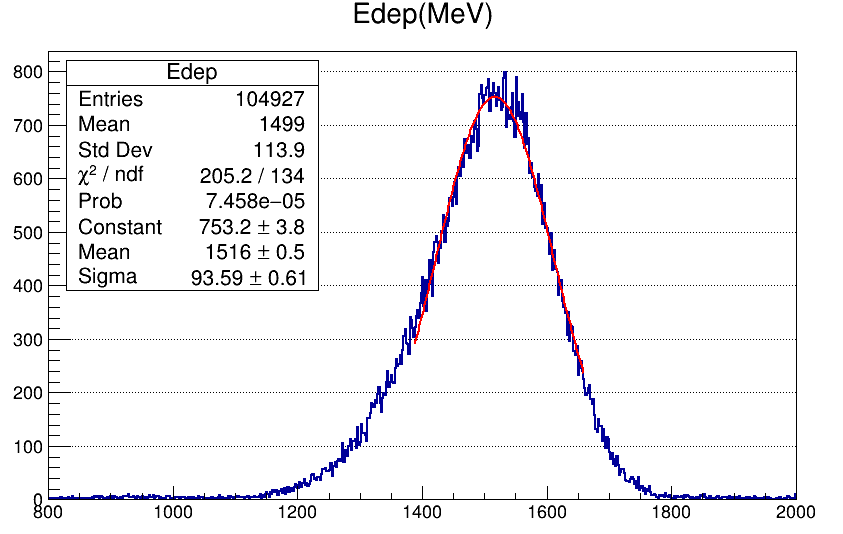 Edep(MeV)
Edep
Entries 104927
Mean 1499
Std Dev 113.9
χ² / ndf 205.2 / 134
Prob 7.458e−05
Constant 753.2 ± 3.8
Mean 1516 ± 0.5
Sigma 93.59 ± 0.61
800
700
600
500
400
300
200
100
0
800 1000 1200 1400 1600 1800 2000